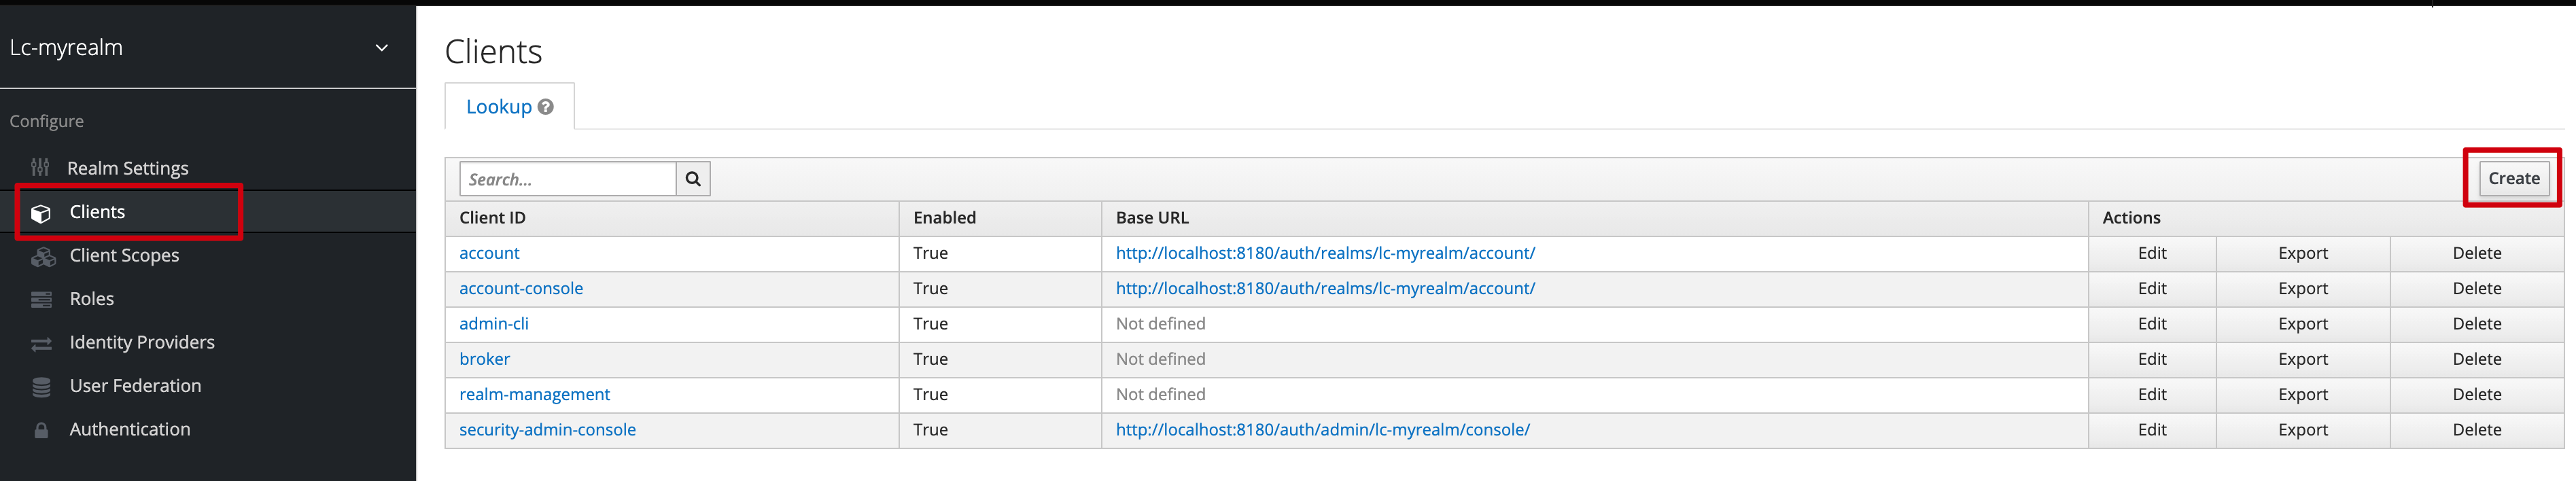 Lc-myrealm
Configure
Realm Settings
Clients
Client Scopes
Roles
Identity Providers
User Federation
Authentication
Clients
Lookup ?
Search...
Create
Client ID Enabled Base URL Actions
account True http://localhost:8180/auth/realms/lc-myrealm/account/ Edit Export Delete
account-console True http://localhost:8180/auth/realms/lc-myrealm/account/ Edit Export Delete
admin-cli True Not defined Edit Export Delete
broker True Not defined Edit Export Delete
realm-management True Not defined Edit Export Delete
security-admin-console True http://localhost:8180/auth/admin/lc-myrealm/console/ Edit Export Delete